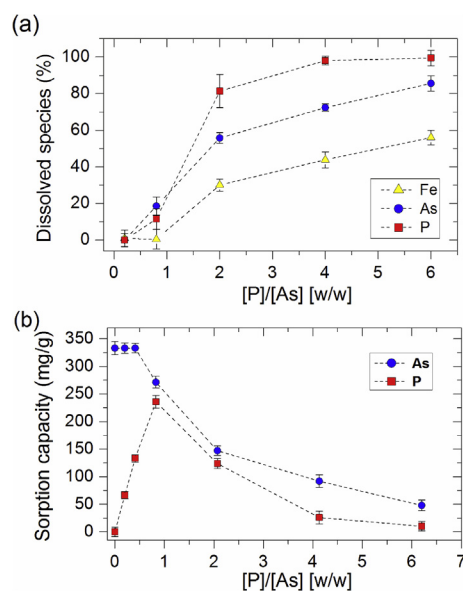 (a)
Dissolved species (%)
100
80
60
40
20
0
Fe
As
P
0 1 2 3 4 5 6
[P]/[As] [w/w]
(b)
Sorption capacity (mg/g)
350
300
250
200
150
100
50
0
As
P
0 1 2 3 4 5 6 7
[P]/[As] [w/w]